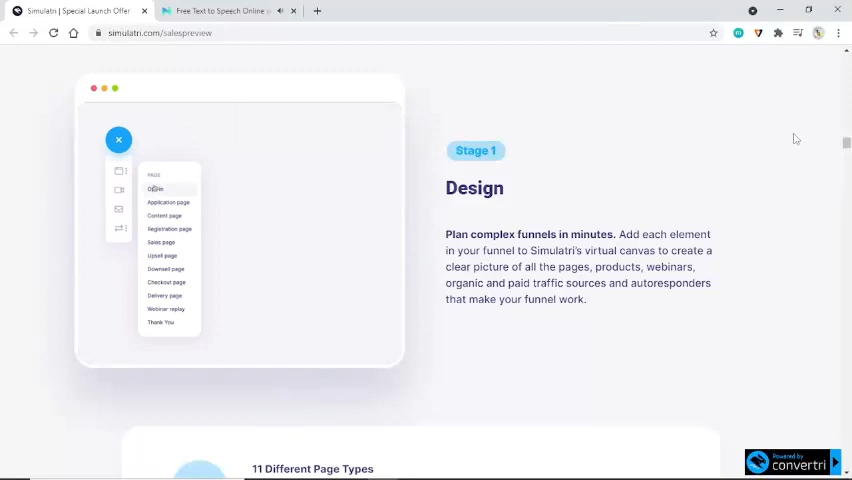 Simulatri | Special Launch Offer
Free Text to Speech Online
simulatri.com/salespreview
PAGE
Application page
Content page
Registration page
Sales page
Upsell page
Downsell page
Checkout page
Delivery page
Webinar replay
Thank You
Stage 1
Design
Plan complex funnels in minutes. Add each element
in your funnel to Simulatri's virtual canvas to create a
clear picture of all the pages, products, webinars,
organic and paid traffic sources and autoresponders
that make your funnel work.
11 Different Page Types
Powered by
convertri